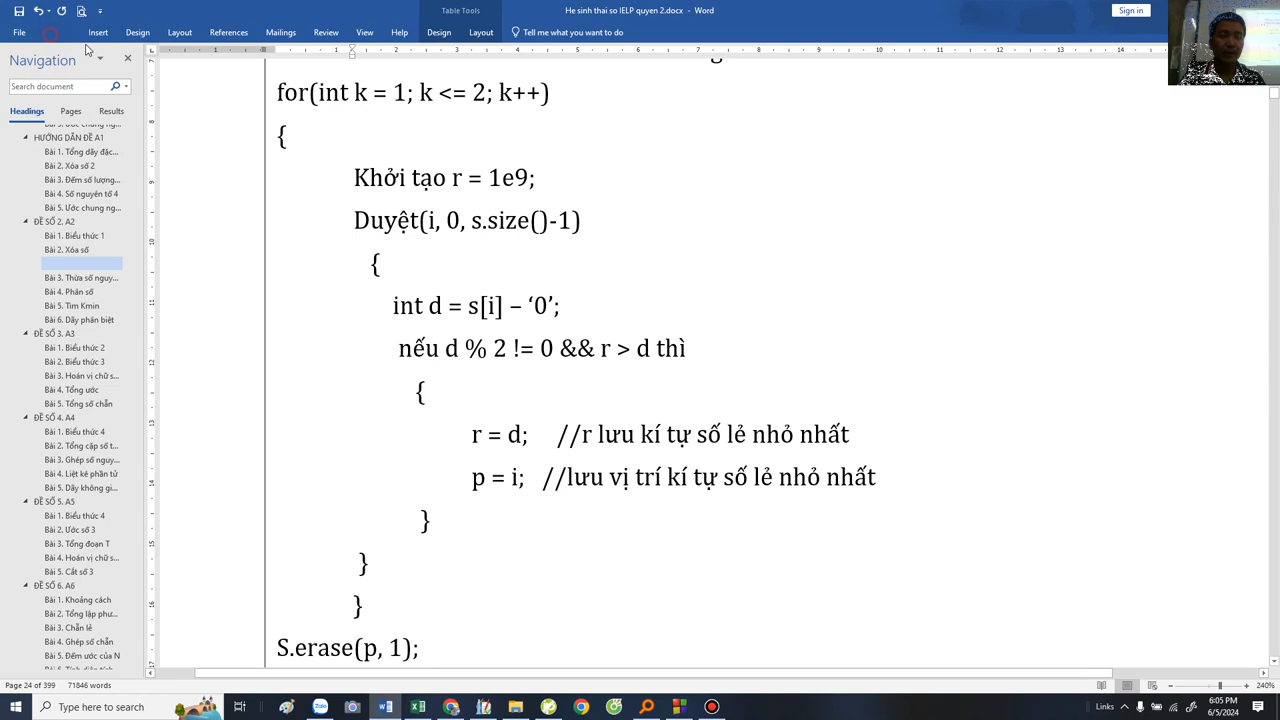 Table Tools
He sinh thai so IELP quyen 2.docx - Word
Sign in
File
Insert
Design
Layout
References
Mailings
Review
View
Help
Design
Layout
Tell me what you want to do
Navigation
Search document
Headings
Pages
Results
HƯỚNG DẪN ĐỀ A1
Bài 1. Tổng dãy đặc...
Bài 2. Xóa số 2
Bài 3. Đếm số lượng...
Bài 4. Số nguyên tố 4
Bài 5. Ước chung ng...
ĐỀ SỐ 2. A2
Bài 1. Biểu thức 1
Bài 2. Xóa số
Bài 3. Thừa số nguy...
Bài 4. Phân số
Bài 5. Tìm Kmin
Bài 6. Dãy phân biệt
ĐỀ SỐ 3. A3
Bài 1. Biểu thức 2
Bài 2. Biểu thức 3
Bài 3. Hoán vị chữ s...
Bài 4. Tổng ước
Bài 5. Tổng số chẵn
ĐỀ SỐ 4. A4
Bài 1. Biểu thức 4
Bài 2. Tổng cặp số t...
Bài 3. Ghép số nguy...
Bài 4. Liệt kê phần tử
Bài 5. Dãy không gi...
ĐỀ SỐ 5. A5
Bài 1. Biểu thức 4
Bài 2. Ước số 3
Bài 3. Tổng đoạn T
Bài 4. Hoán vị chữ s...
Bài 5. Cắt số 3
ĐỀ SỐ 6. A6
Bài 1. Khoảng cách
Bài 2. Tổng lập phư...
Bài 3. Chẵn lẻ
Bài 4. Ghép số chẵn
Bài 5. Đếm ước của N
for(int k = 1; k <= 2; k++)
{
Khởi tạo r = 1e9;
Duyệt(i, 0, s.size()-1)
{
int d = s[i] – ‘0’;
nếu d % 2 != 0 && r > d thì
{
r = d; //r lưu kí tự số lẻ nhỏ nhất
p = i; //lưu vị trí kí tự số lẻ nhỏ nhất
}
}
}
S.erase(p, 1);
Page 24 of 399
71846 words
240%
Type here to search
6:05 PM
6/5/2024